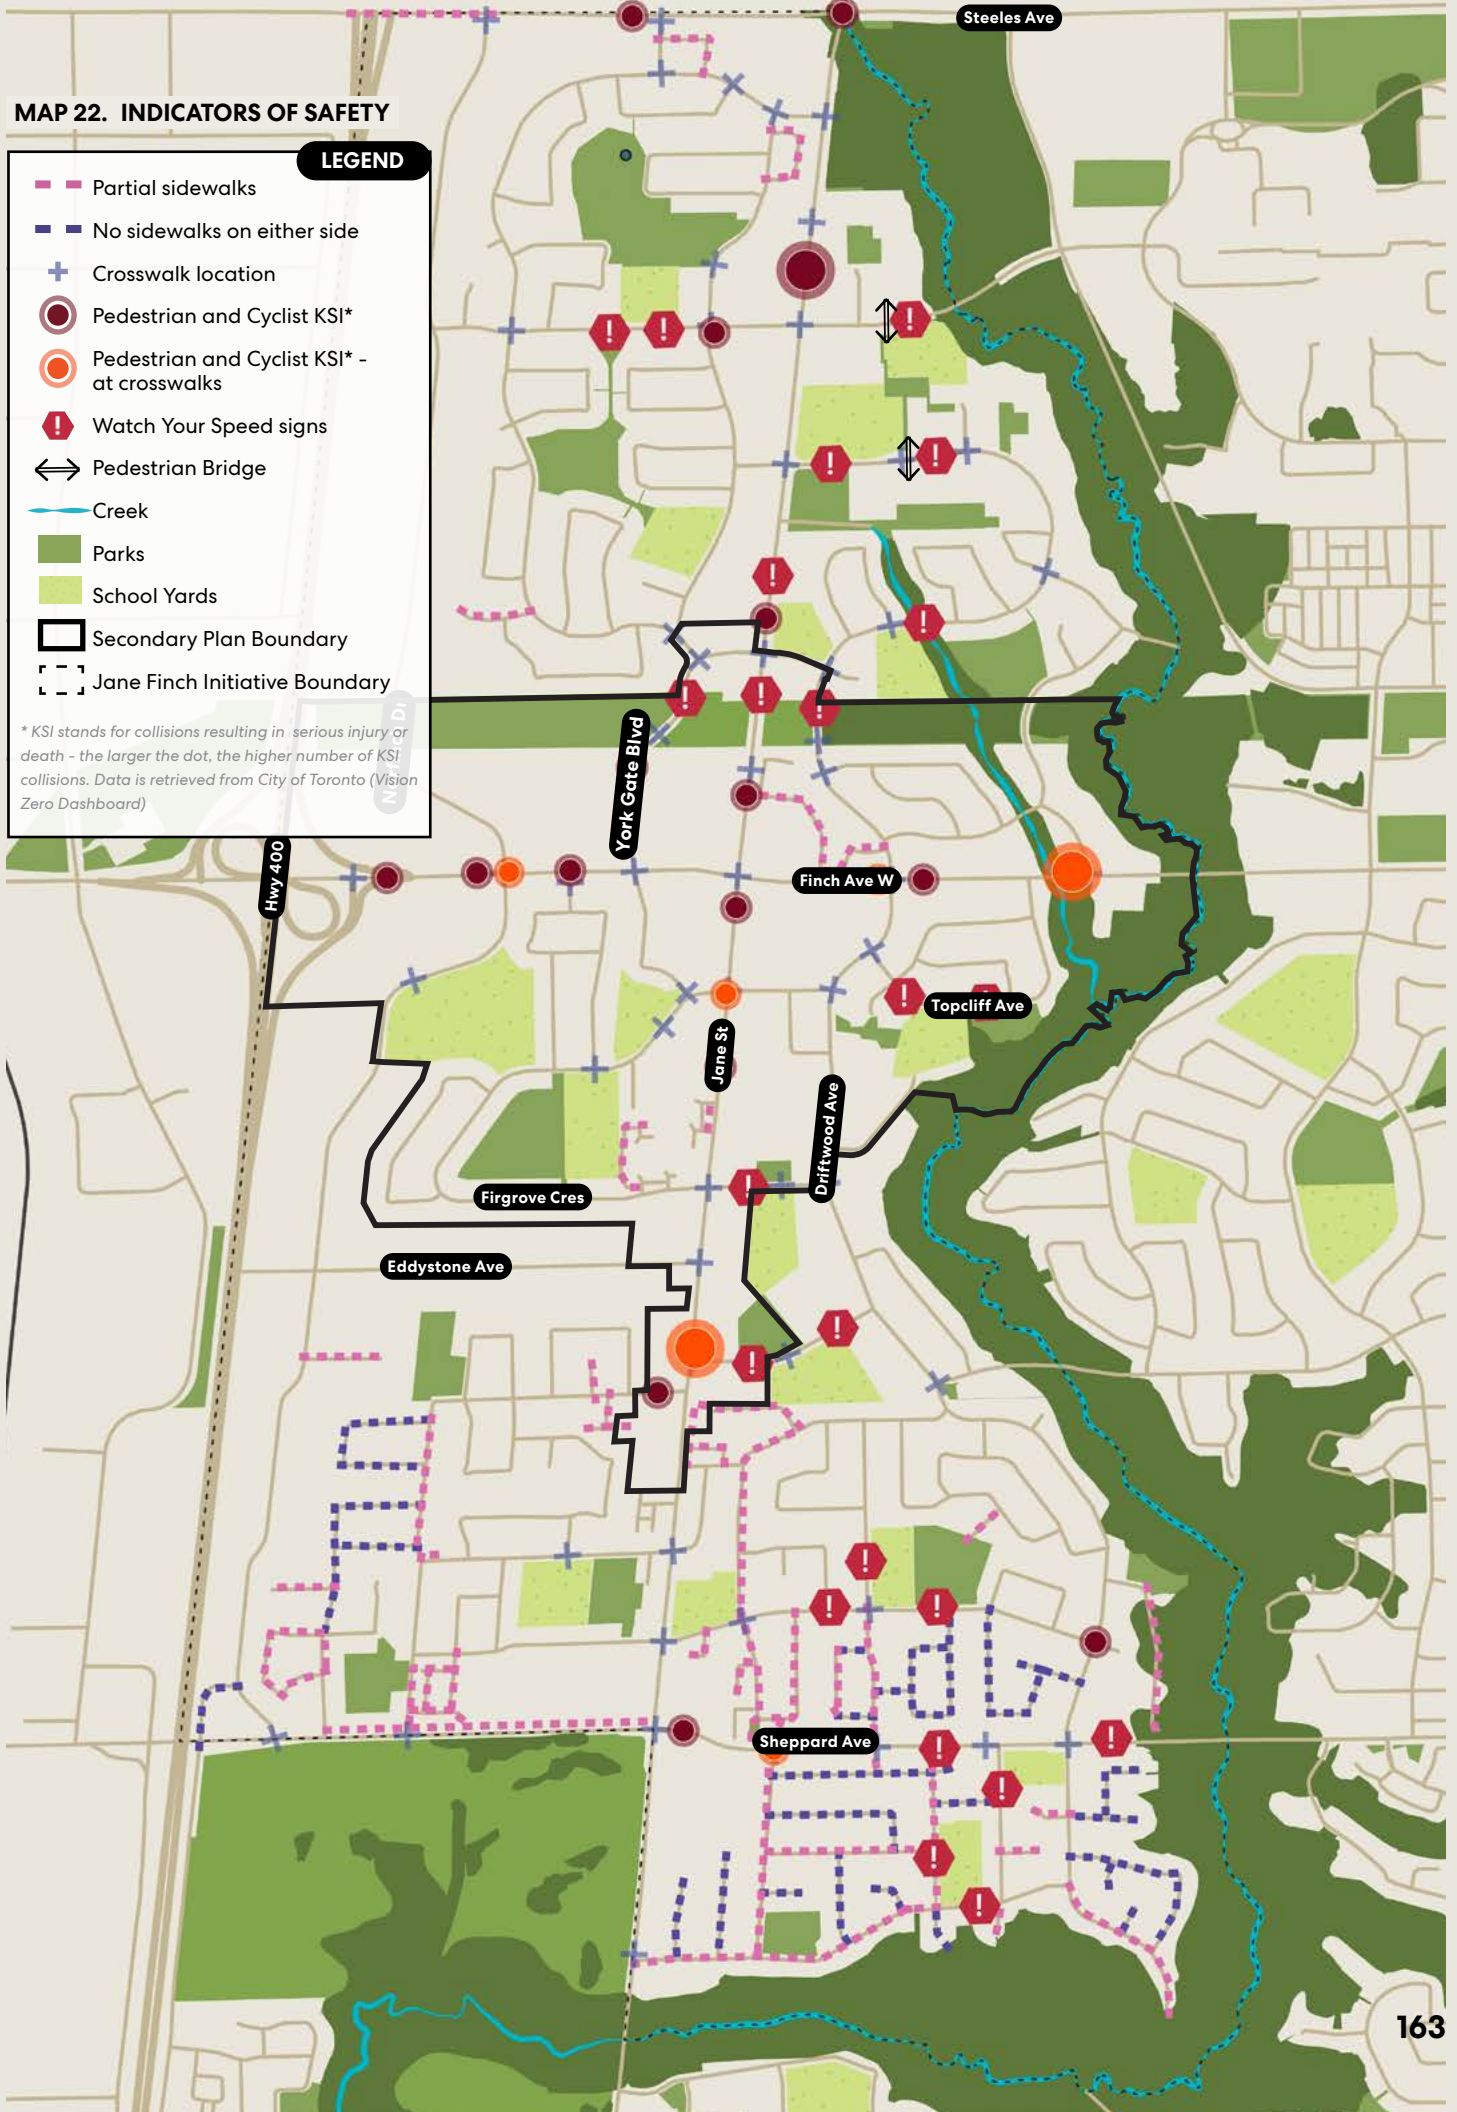 Steeles Ave
MAP 22. INDICATORS OF SAFETY
LEGEND
Partial sidewalks
No sidewalks on either side
Crosswalk location
Pedestrian and Cyclist KSI*
Pedestrian and Cyclist KSI* -
at crosswalks
Watch Your Speed signs
Pedestrian Bridge
Creek
Parks
School Yards
Secondary Plan Boundary
Jane Finch Initiative Boundary
* KSI stands for collisions resulting in serious injury or
death - the larger the dot, the higher number of KSI
collisions. Data is retrieved from City of Toronto (Vision
Zero Dashboard)
York Gate Blvd
Hwy 400
Finch Ave W
Topcliff Ave
Jane St
Driftwood Ave
Firgrove Cres
Eddystone Ave
Sheppard Ave
163